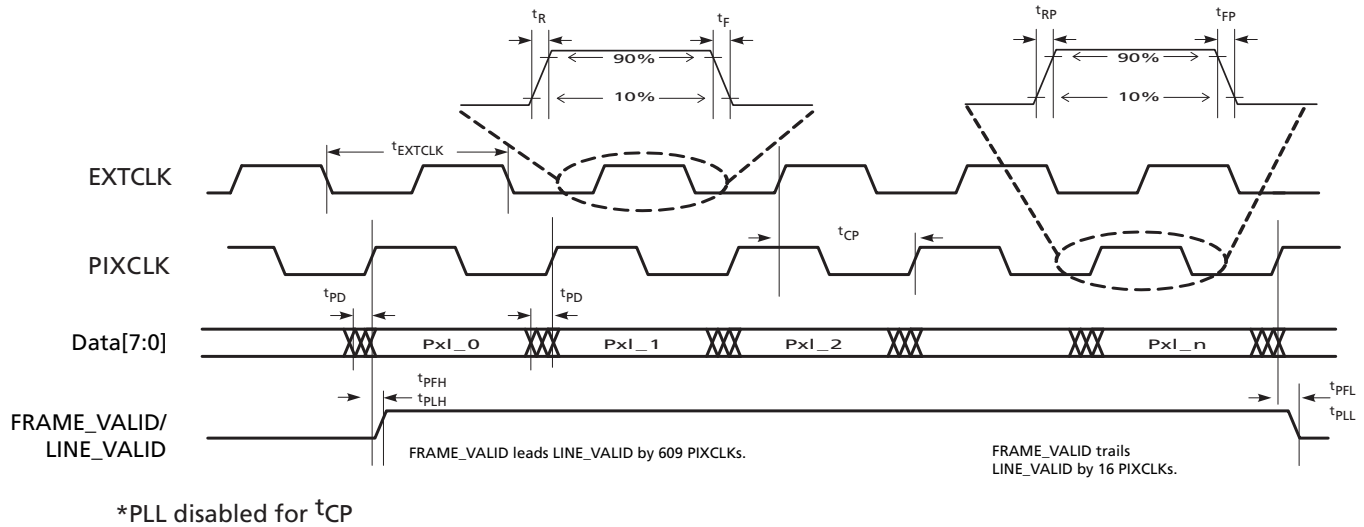 tR
tF
tRP
tFP
90%
90%
10%
10%
tEXTCLK
EXTCLK
tCP
PIXCLK
tPD
tPD
Data[7:0]
Pxl_0
Pxl_1
Pxl_2
Pxl_n
tPFH
tPLH
tPFL
tPLL
FRAME_VALID/
LINE_VALID
FRAME_VALID leads LINE_VALID by 609 PIXCLKs.
FRAME_VALID trails
LINE_VALID by 16 PIXCLKs.
*PLL disabled for tCP